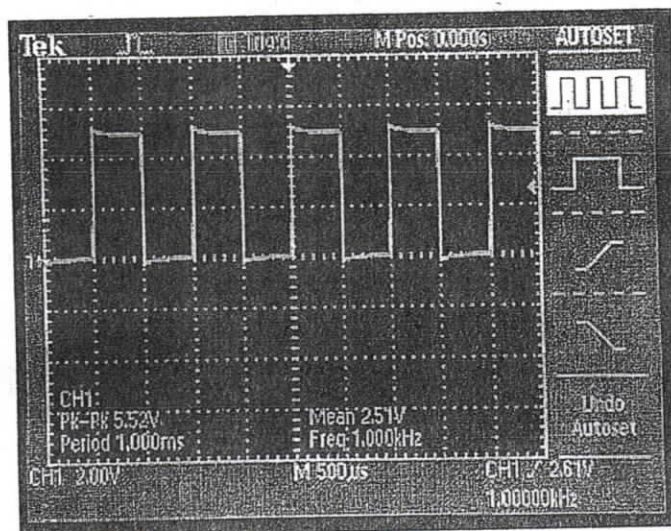 Tek M Pos: 0.000s AUTOSET
1
CH1:
PK-PK 5.52V Mean 2.51V
Period 1.000ms Freq 1.000kHz
Undo
Autoset
CH1 2.00V M 500µs CH1 2.61V
1.00000kHz